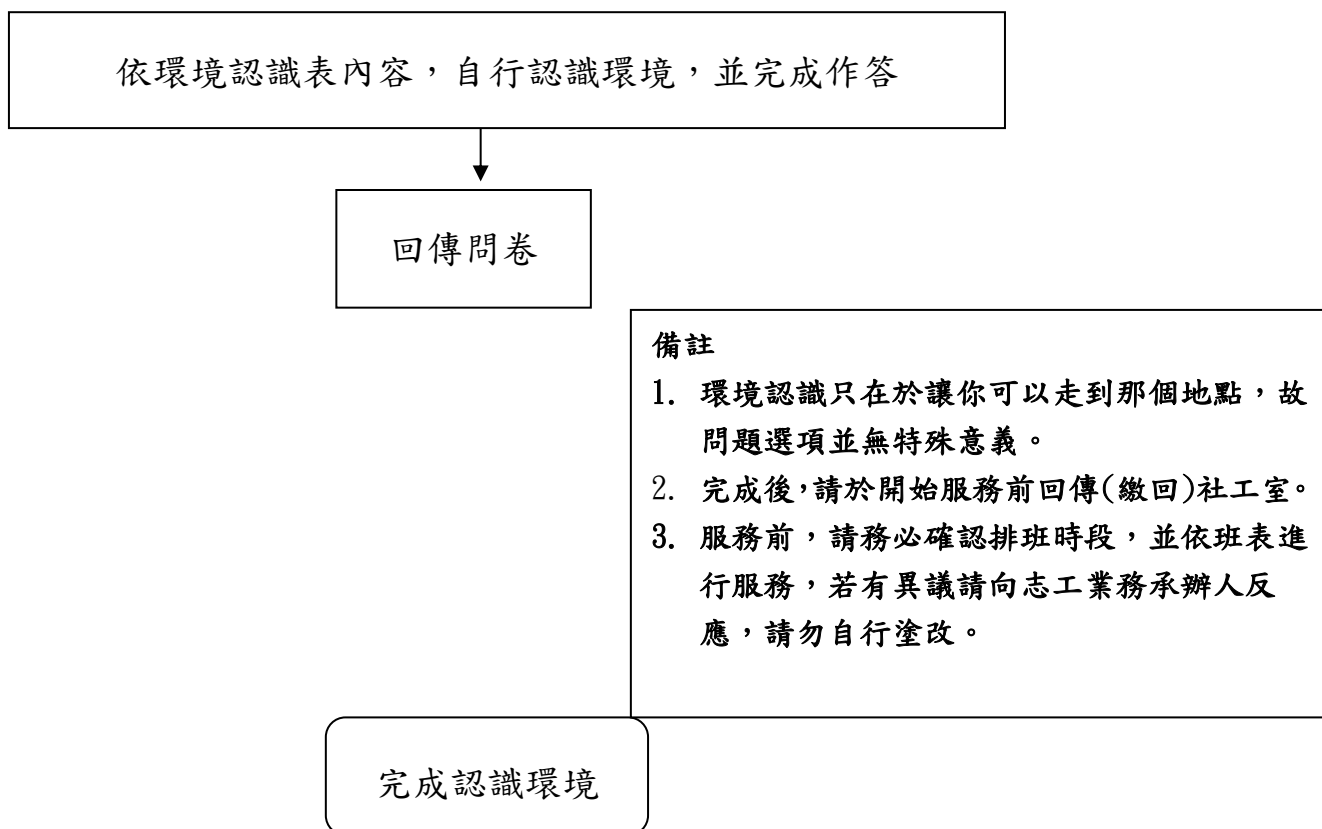 依環境認識表內容，自行認識環境，並完成作答
回傳問卷
備註
1. 環境認識只在於讓你可以走到那個地點，故
問題選項並無特殊意義。
2. 完成後，請於開始服務前回傳(繳回)社工室。
3. 服務前，請務必確認排班時段，並依班表進
行服務，若有異議請向志工業務承辦人反
應，請勿自行塗改。
完成認識環境